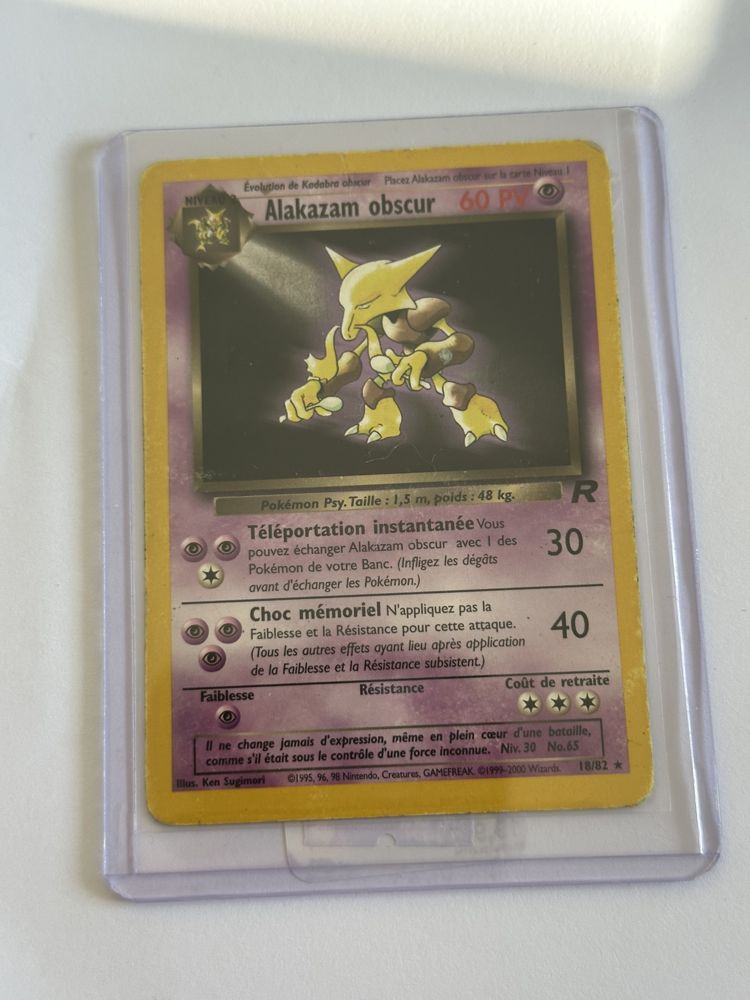 Évolution de Kadabra obscur Placez Alakazam obscur sur la carte Niveau 1
NIVEAU 2
Alakazam obscur 60 PV
Pokémon Psy. Taille : 1,5 m, poids : 48 kg.
R
Téléportation instantanée Vous
pouvez échanger Alakazam obscur avec 1 des
Pokémon de votre Banc. (Infligez les dégâts
avant d'échanger les Pokémon.)
30
Choc mémoriel N'appliquez pas la
Faiblesse et la Résistance pour cette attaque.
(Tous les autres effets ayant lieu après application
de la Faiblesse et la Résistance subsistent.)
40
Faiblesse Résistance Coût de retraite
Il ne change jamais d'expression, même en plein cœur d'une bataille,
comme s'il était sous le contrôle d'une force inconnue. Niv. 30 No. 65
Illus. Ken Sugimori ©1995, 96, 98 Nintendo, Creatures, GAMEFREAK. ©1999-2000 Wizards. 18/82 ★